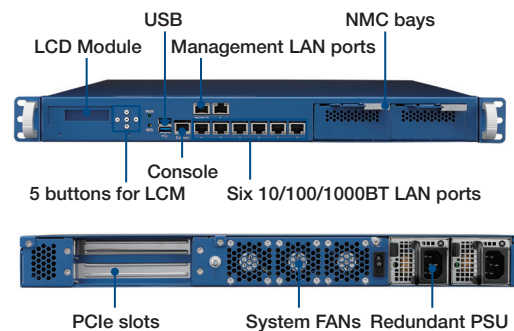 USB
NMC bays
LCD Module
Management LAN ports
Console
5 buttons for LCM
Six 10/100/1000BT LAN ports
PCIe slots
System FANs
Redundant PSU